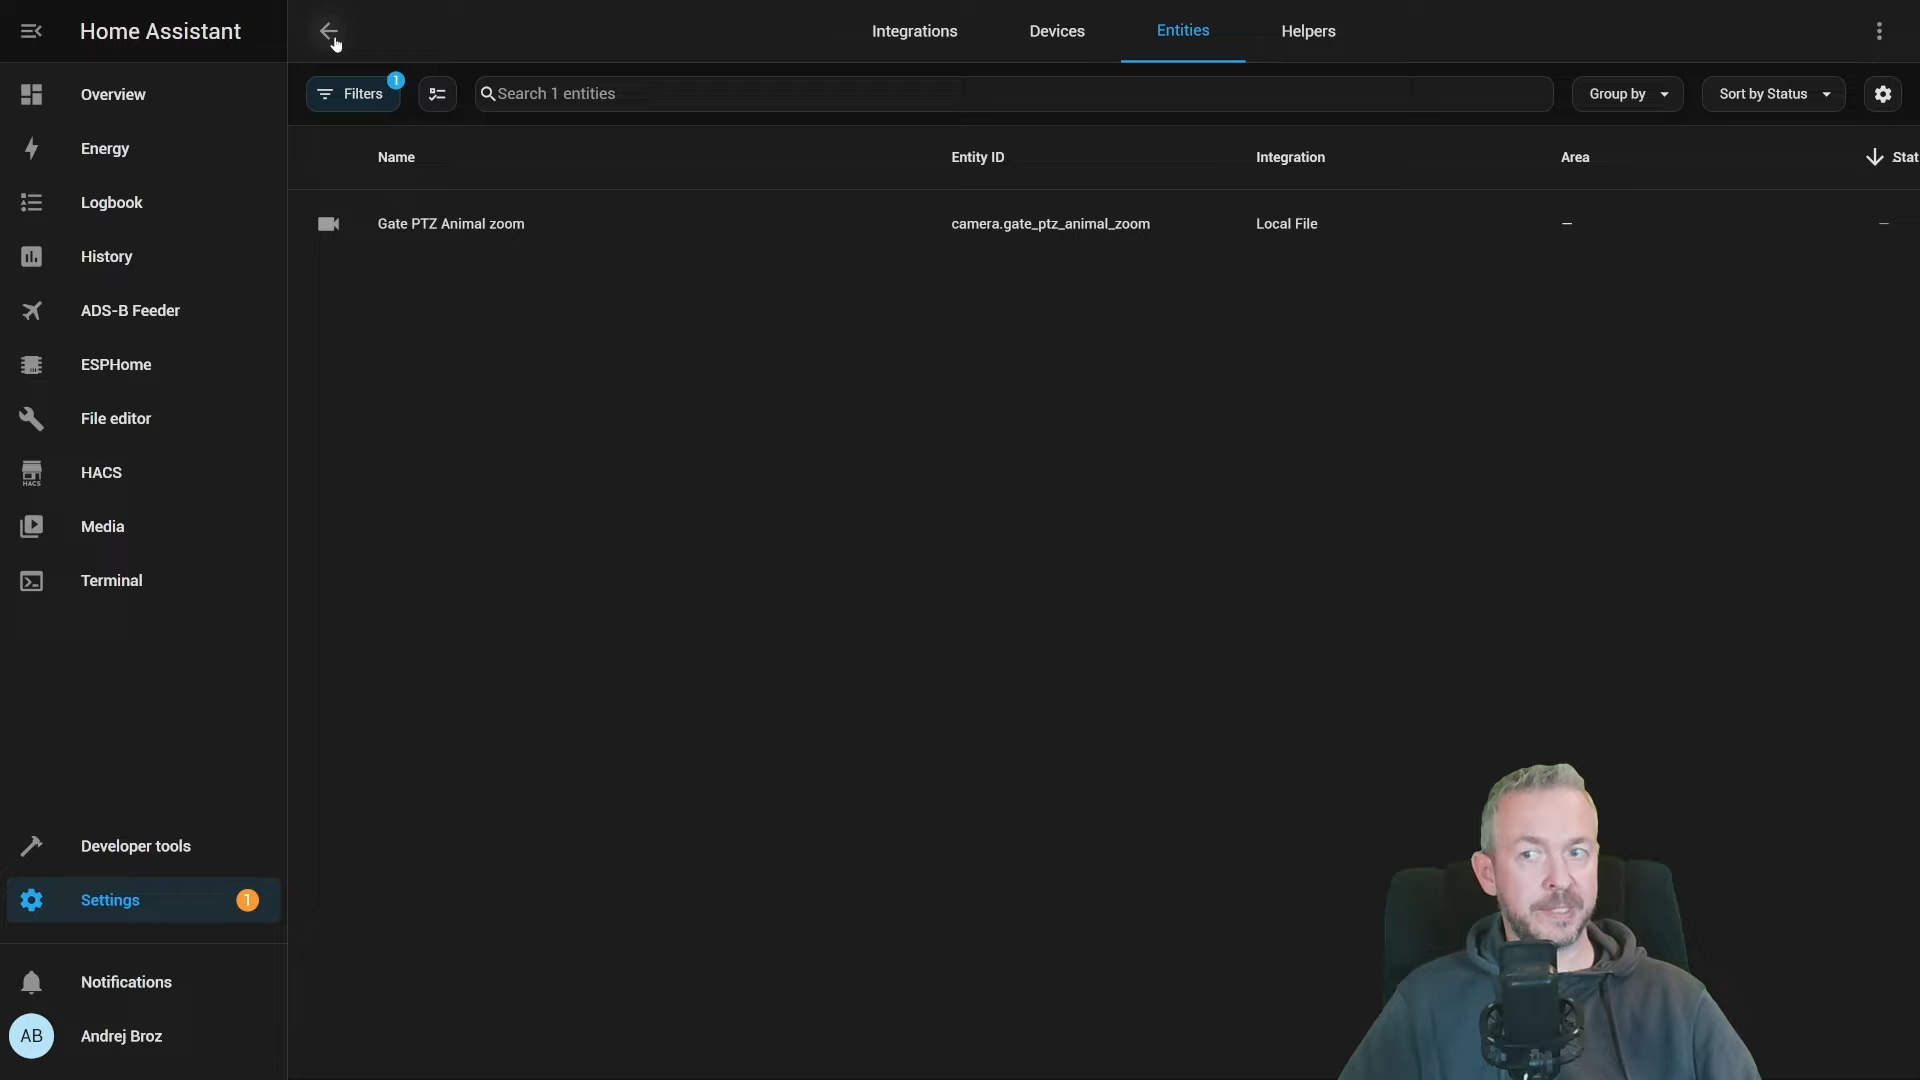 Home Assistant
Integrations
Devices
Entities
Helpers
Filters
1
Search 1 entities
Group by
Sort by Status
Name
Entity ID
Integration
Area
Stat
Gate PTZ Animal zoom
camera.gate_ptz_animal_zoom
Local File
—
—
Overview
Energy
Logbook
History
ADS-B Feeder
ESPHome
File editor
HACS
HACS
Media
Terminal
Developer tools
Settings
1
Notifications
AB
Andrej Broz